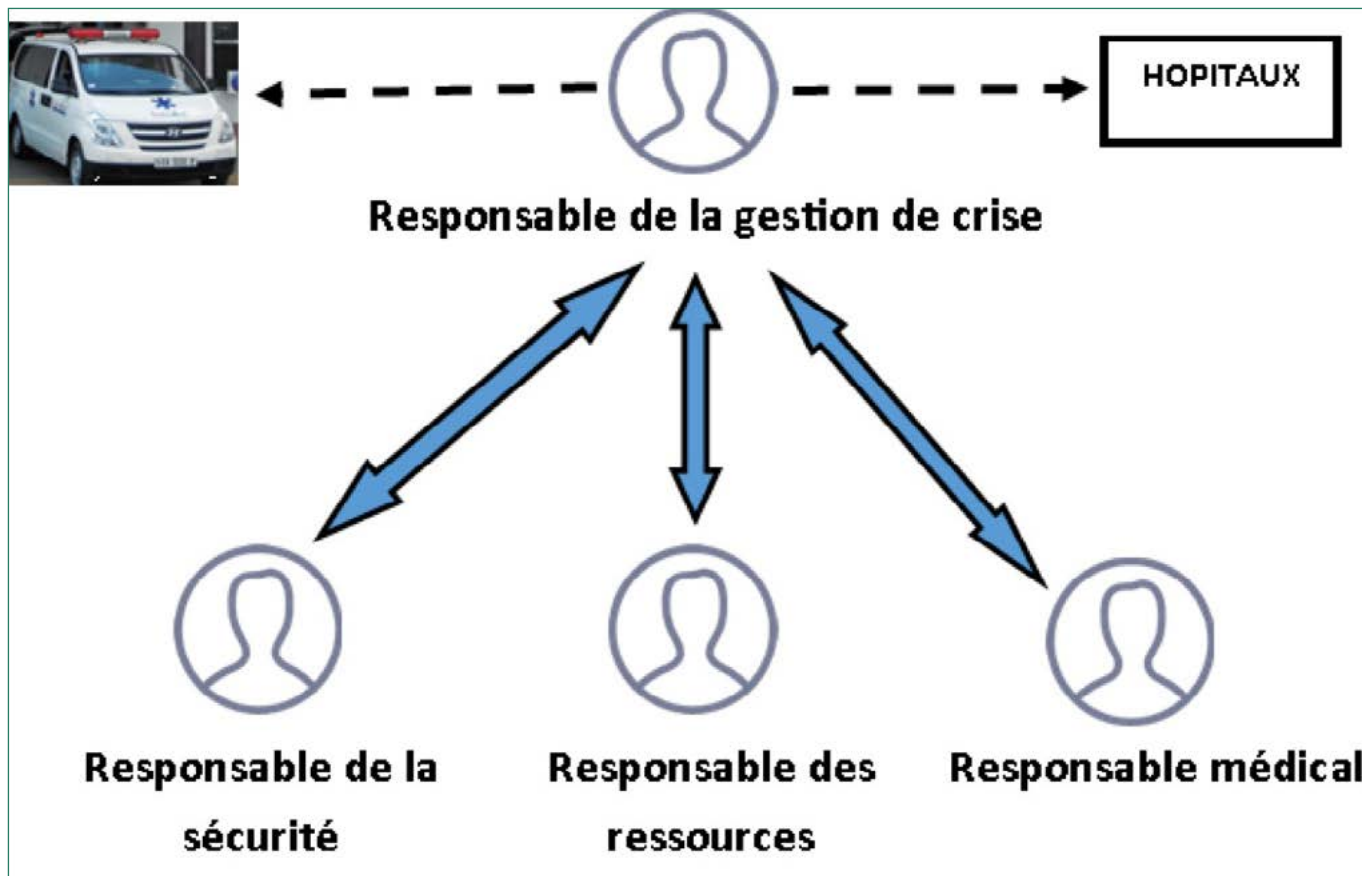 HOPITAUX
Responsable de la gestion de crise
Responsable de la
sécurité
Responsable des
ressources
Responsable médical